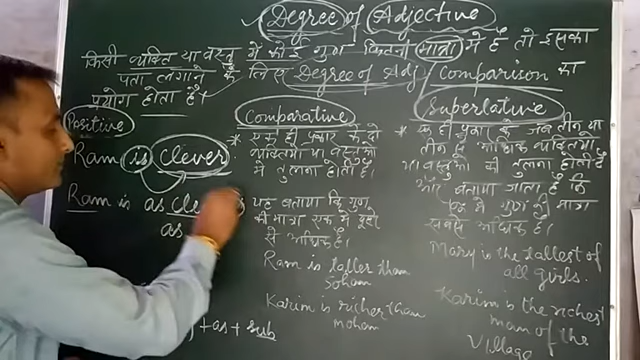 Degree of Adjective
किसी व्यक्ति या वस्तु में कोई गुण कितनी मात्रा में है तो इसका
पता लगाने के लिए Degree of Adj / Comparison का
प्रयोग होता है।
Positive
Ram is clever
Ram is as
as
+ as + sub
Comparative
* एक ही प्रकार के दो
व्यक्तियों या वस्तुओं
में तुलना होता है।
यह बताया कि गुण
की मात्रा एक में दूसरे
से अधिक है।
Ram is taller than
Soham
Karim is richer than
moham
Superlative
* जब तीन या
तीन से अधिक व्यक्तियों
या वस्तुओं की तुलना होती है
और बताया जाता है कि
में गुण की मात्रा
सबसे अधिक है।
Mary is the tallest of
all girls.
Karim is the richest
man of the
Village